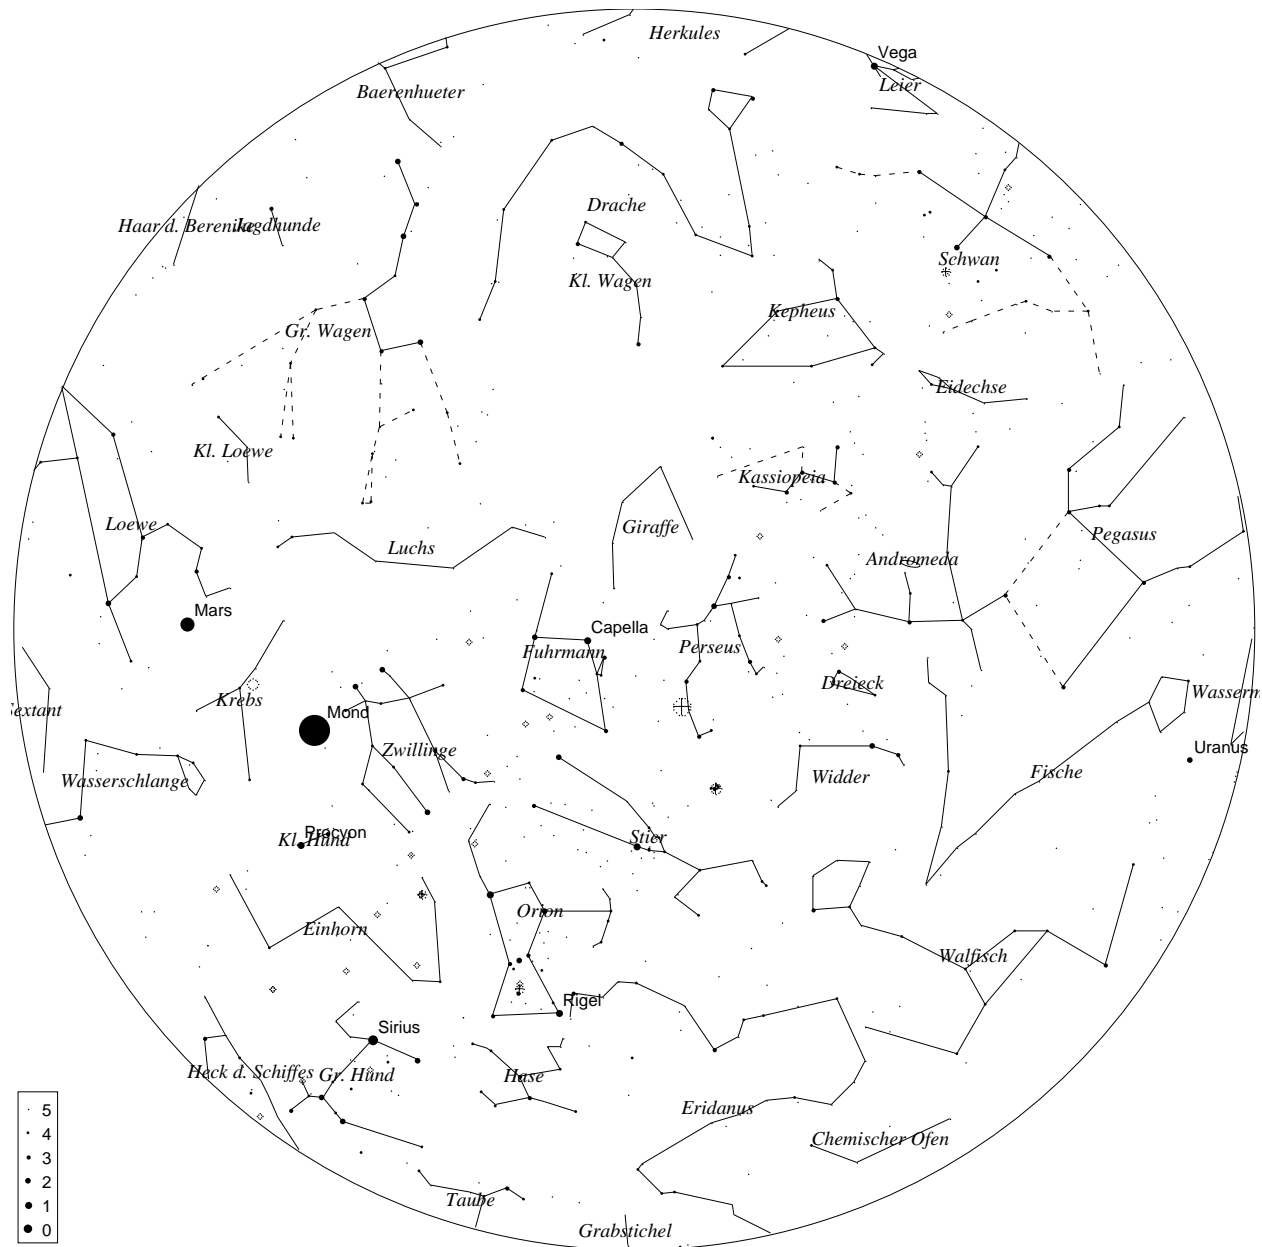 Herkules
Vega
Leier
Baerenhueter
Drache
Haar d. Berenike
Jagdhunde
Schwan
Kl. Wagen
Kepheus
Gr. Wagen
Eidechse
Kl. Loewe
Kassiopeia
Loewe
Giraffe
Pegasus
Luchs
Andromeda
Mars
Capella
Fuhrmann
Perseus
Dreieck
Krebs
Wasserm
extant
Mond
Zwillinge
Uranus
Wasserschlange
Widder
Fische
Procyon
Kl. Hund
Stier
Orion
Einhorn
Walfisch
Rigel
Sirius
Heck d. Schiffes
Gr. Hund
Hase
Eridanus
Chemischer Ofen
Taube
Grabstichel
5
4
3
2
1
0